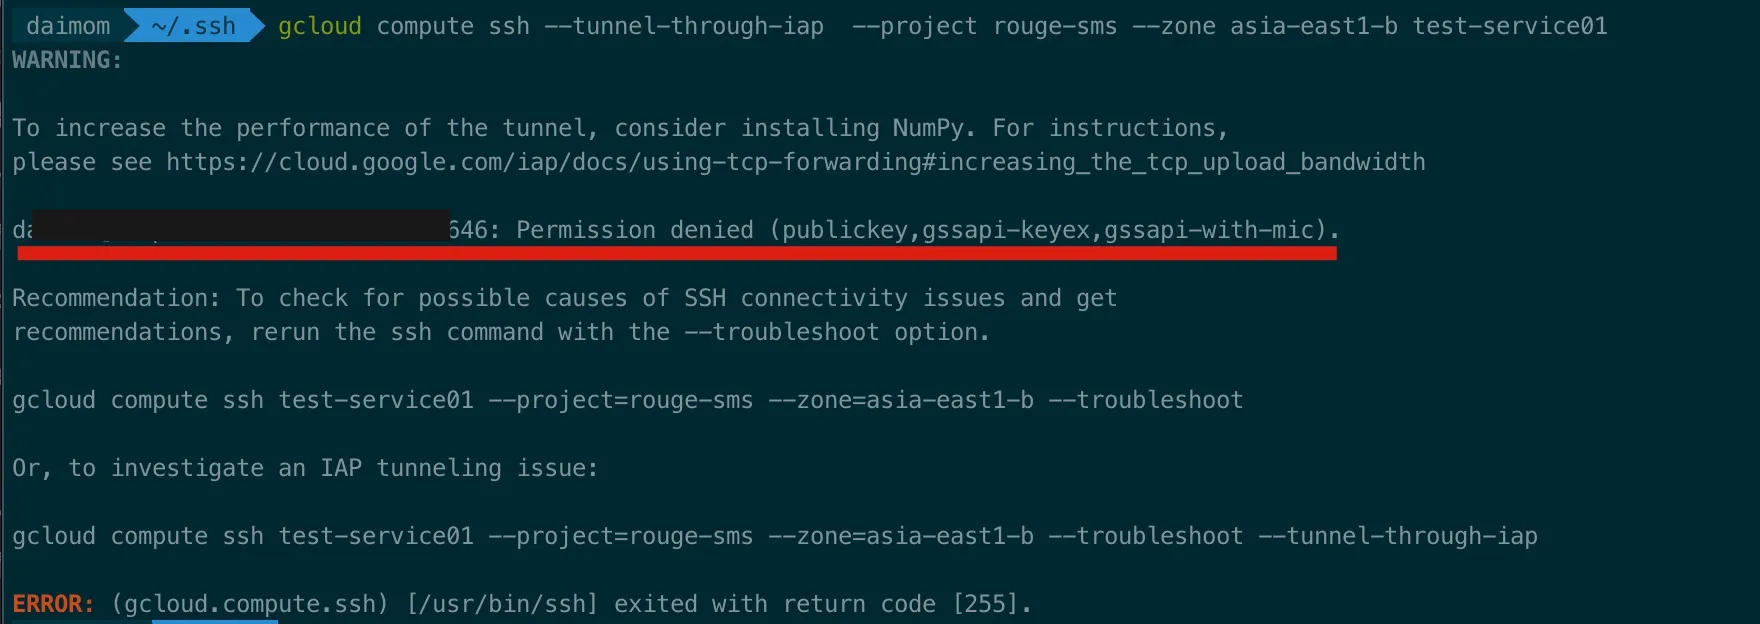 daimom ~/.ssh gcloud compute ssh --tunnel-through-iap  --project rouge-sms --zone asia-east1-b test-service01
WARNING:
To increase the performance of the tunnel, consider installing NumPy. For instructions,
please see https://cloud.google.com/iap/docs/using-tcp-forwarding#increasing_the_tcp_upload_bandwidth
646: Permission denied (publickey,gssapi-keyex,gssapi-with-mic).
Recommendation: To check for possible causes of SSH connectivity issues and get
recommendations, rerun the ssh command with the --troubleshoot option.
gcloud compute ssh test-service01 --project=rouge-sms --zone=asia-east1-b --troubleshoot
Or, to investigate an IAP tunneling issue:
gcloud compute ssh test-service01 --project=rouge-sms --zone=asia-east1-b --troubleshoot --tunnel-through-iap
ERROR: (gcloud.compute.ssh) [/usr/bin/ssh] exited with return code [255].